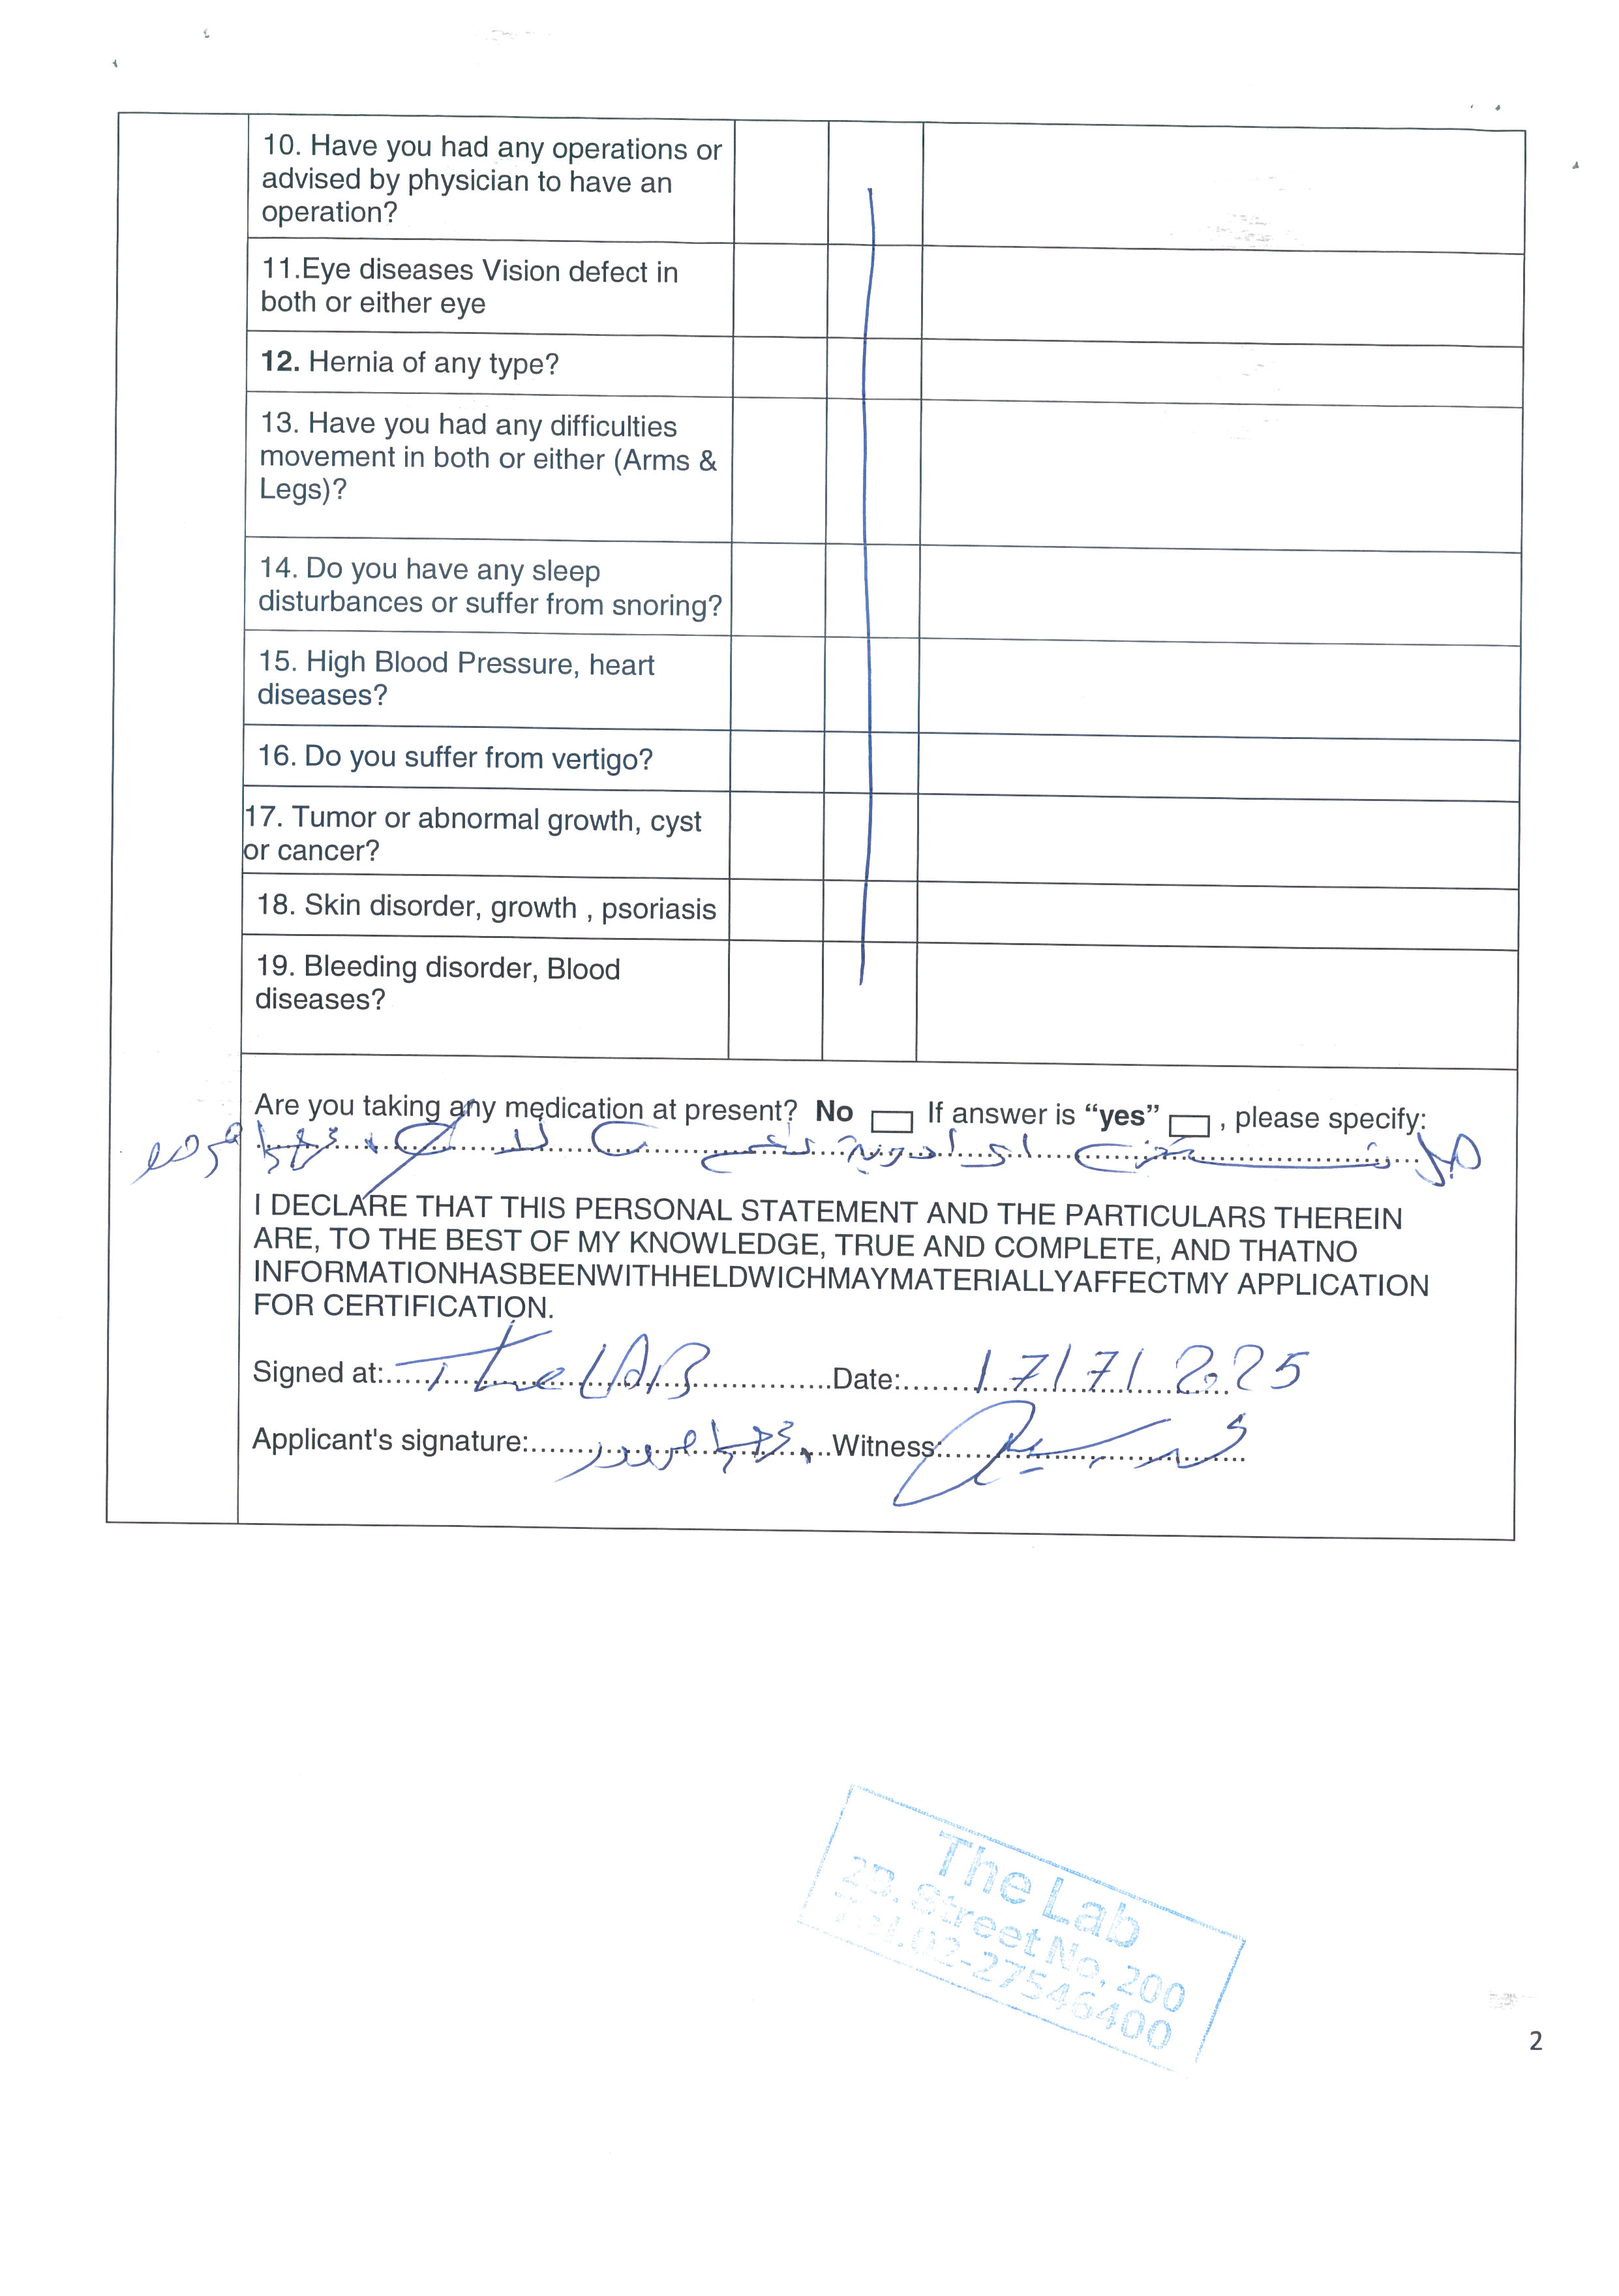 10. Have you had any operations or
advised by physician to have an
operation?
11.Eye diseases Vision defect in
both or either eye
12. Hernia of any type?
13. Have you had any difficulties
movement in both or either (Arms &
Legs)?
14. Do you have any sleep
disturbances or suffer from snoring?
15. High Blood Pressure, heart
diseases?
16. Do you suffer from vertigo?
17. Tumor or abnormal growth, cyst
or cancer?
18. Skin disorder, growth , psoriasis
19. Bleeding disorder, Blood
diseases?
Are you taking any medication at present? No If answer is “yes” , please specify:
هل اى ادوية
I DECLARE THAT THIS PERSONAL STATEMENT AND THE PARTICULARS THEREIN
ARE, TO THE BEST OF MY KNOWLEDGE, TRUE AND COMPLETE, AND THATNO
INFORMATIONHASBEENWITHHELDWICHMAYMATERIALLYAFFECTMY APPLICATION
FOR CERTIFICATION.
Signed at: The LAB Date: 17/7/2025
Applicant's signature: Witness:
The Lab
2B, Street No, 200
Tel.02-27546400
2